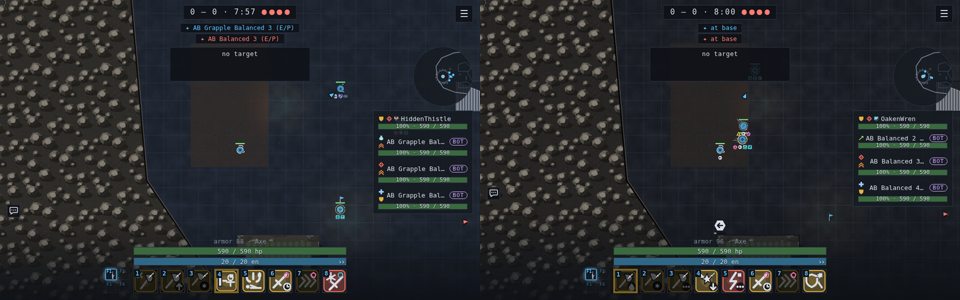 0 – 0 · 7:57
AB Grapple Balanced 3 (E/P)
AB Balanced 3 (E/P)
no target
HiddenThistle
100% · 590 / 590
AB Grapple Bal… BOT
100% · 590 / 590
AB Grapple Bal… BOT
100% · 590 / 590
AB Grapple Bal… BOT
100% · 590 / 590
590 / 590 hp
20 / 20 en
1 2 3 4 5 6 7 8
0 – 0 · 8:00
at base
at base
no target
OakenWren
100% · 590 / 590
AB Balanced 2 … BOT
100% · 590 / 590
AB Balanced 3… BOT
100% · 590 / 590
AB Balanced 4… BOT
100% · 590 / 590
590 / 590 hp
20 / 20 en
1 2 3 4 5 6 7 8